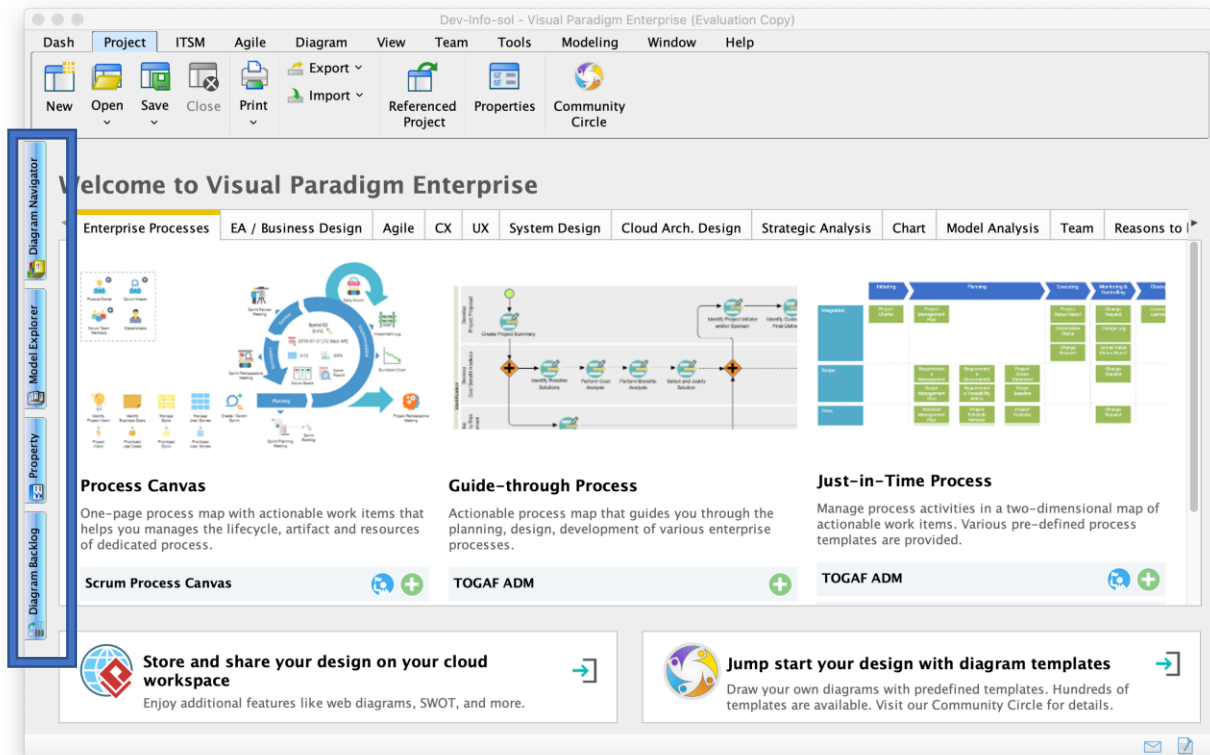 Dev-Info-sol - Visual Paradigm Enterprise (Evaluation Copy)
Dash Project ITSM Agile Diagram View Team Tools Modeling Window Help
New Open Save Close Print Export Import Referenced Project Properties Community Circle
Diagram Navigator
Model Explorer
Property
Diagram Backlog
Welcome to Visual Paradigm Enterprise
Enterprise Processes EA / Business Design Agile CX UX System Design Cloud Arch. Design Strategic Analysis Chart Model Analysis Team Reasons to
Process Canvas
One-page process map with actionable work items that
helps you manages the lifecycle, artifact and resources
of dedicated process.
Scrum Process Canvas
Guide-through Process
Actionable process map that guides you through the
planning, design, development of various enterprise
processes.
TOGAF ADM
Just-in-Time Process
Manage process activities in a two-dimensional map of
actionable work items. Various pre-defined process
templates are provided.
TOGAF ADM
Store and share your design on your cloud
workspace
Enjoy additional features like web diagrams, SWOT, and more.
Jump start your design with diagram templates
Draw your own diagrams with predefined templates. Hundreds of
templates are available. Visit our Community Circle for details.